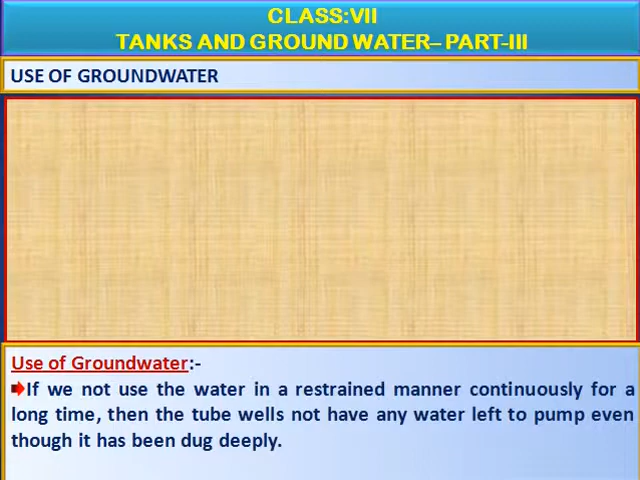 CLASS:VII
TANKS AND GROUND WATER– PART-III
USE OF GROUNDWATER
Use of Groundwater:-
If we not use the water in a restrained manner continuously for a
long time, then the tube wells not have any water left to pump even
though it has been dug deeply.